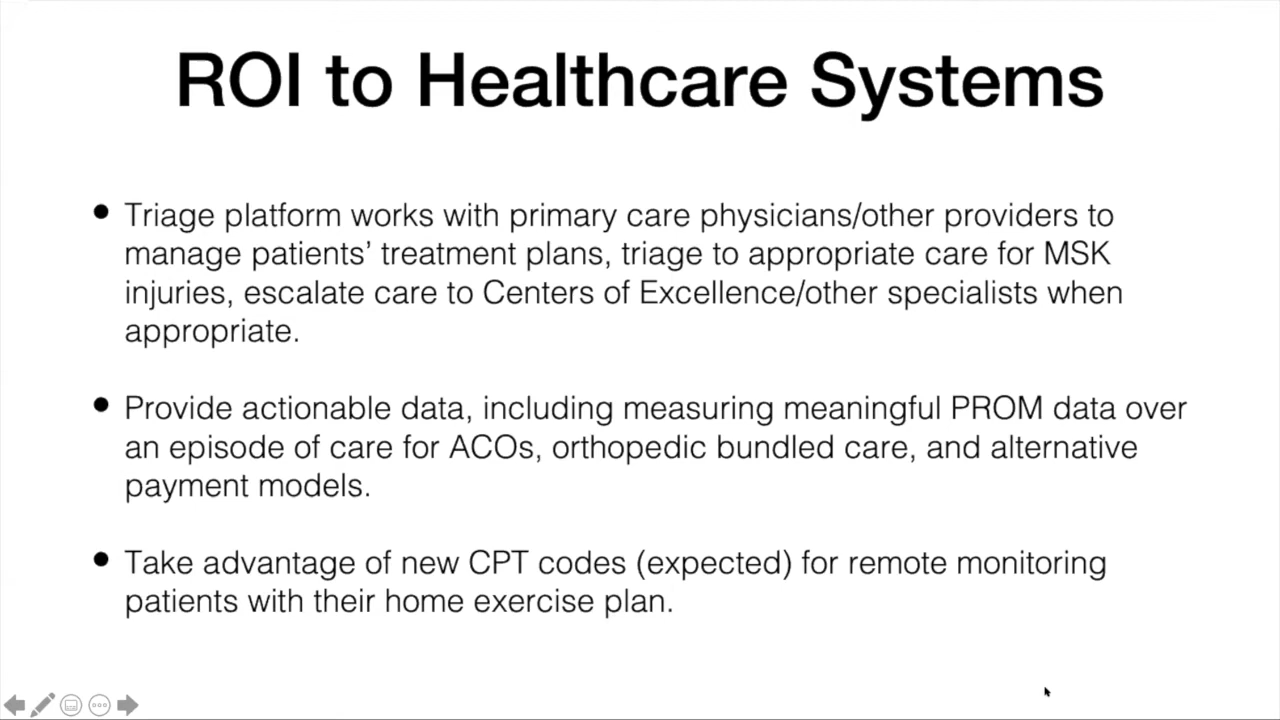 ROI to Healthcare Systems
• Triage platform works with primary care physicians/other providers to
manage patients’ treatment plans, triage to appropriate care for MSK
injuries, escalate care to Centers of Excellence/other specialists when
appropriate.
• Provide actionable data, including measuring meaningful PROM data over
an episode of care for ACOs, orthopedic bundled care, and alternative
payment models.
• Take advantage of new CPT codes (expected) for remote monitoring
patients with their home exercise plan.